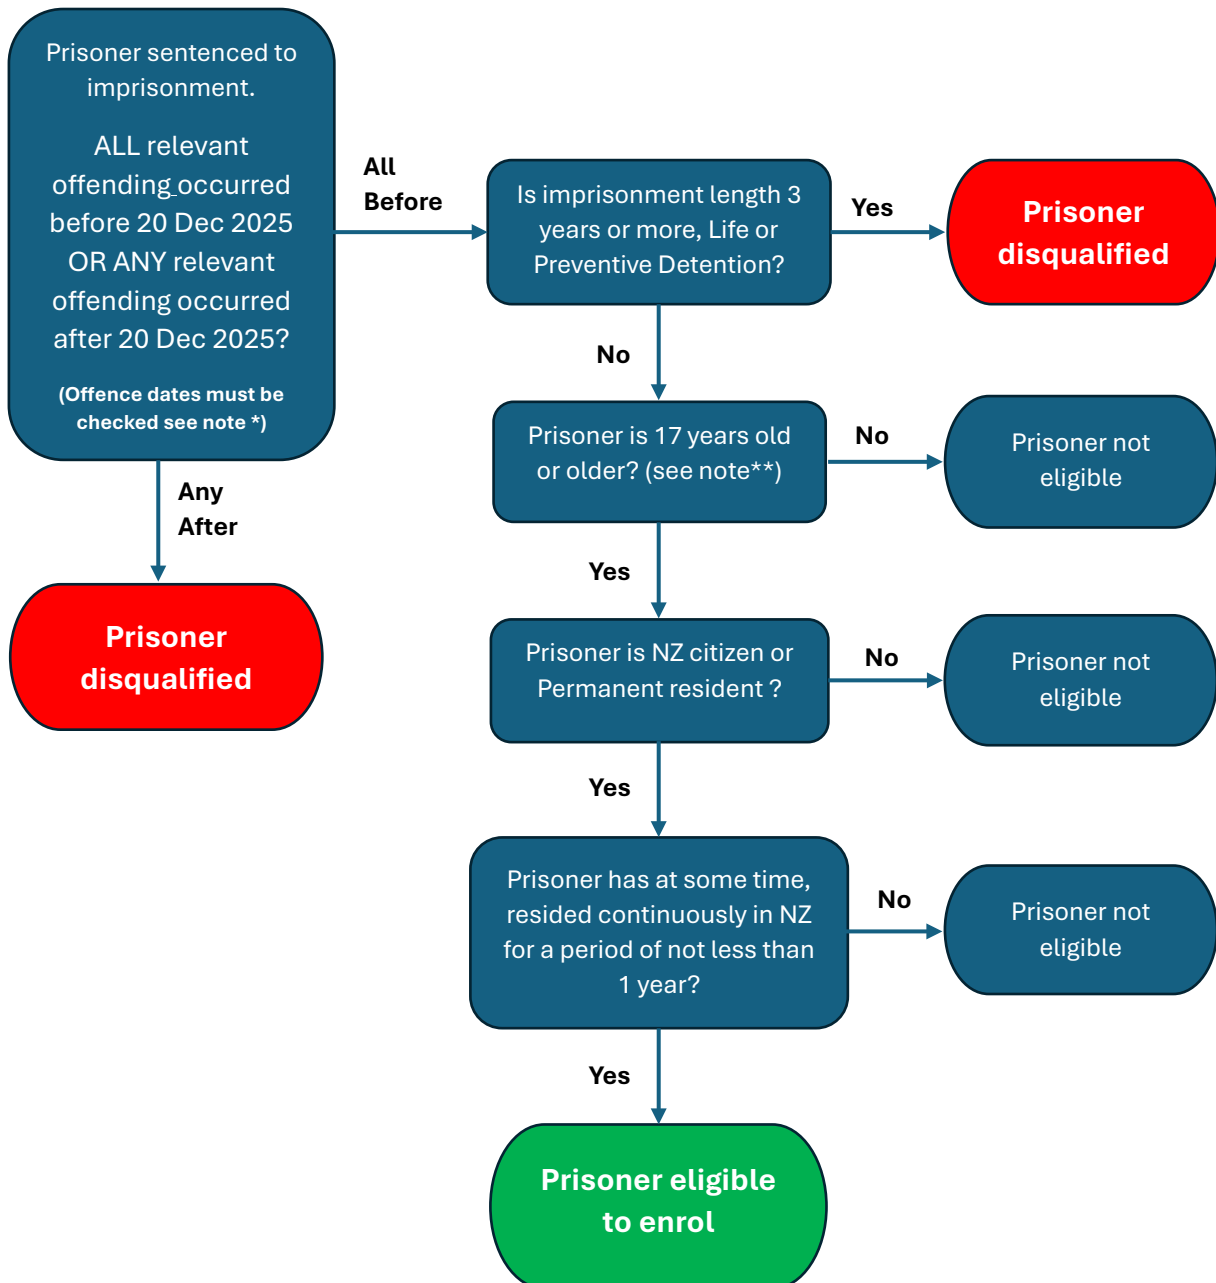 Prisoner sentenced to
imprisonment.
ALL relevant
offending occurred
before 20 Dec 2025
OR ANY relevant
offending occurred
after 20 Dec 2025?
(Offence dates must be
checked see note *)
All
Before
Is imprisonment length 3
years or more, Life or
Preventive Detention?
Yes
Prisoner
disqualified
No
Prisoner is 17 years old
or older? (see note**)
No
Prisoner not
eligible
Any
After
Prisoner
disqualified
Yes
Prisoner is NZ citizen or
Permanent resident ?
No
Prisoner not
eligible
Yes
Prisoner has at some time,
resided continuously in NZ
for a period of not less than
1 year?
No
Prisoner not
eligible
Yes
Prisoner eligible
to enrol